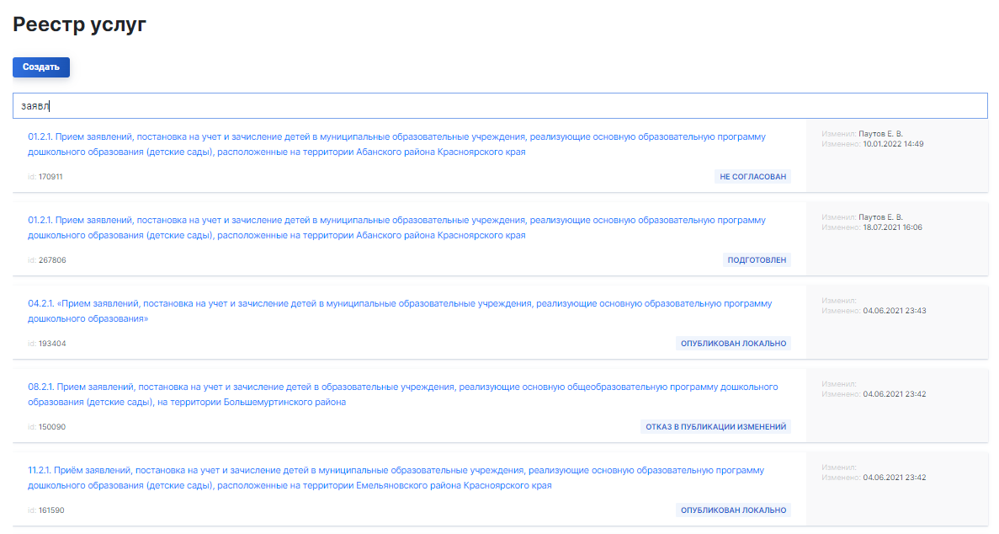 Реестр услуг
Создать
заявл
01.2.1. Прием заявлений, постановка на учет и зачисление детей в муниципальные образовательные учреждения, реализующие основную образовательную программу
дошкольного образования (детские сады), расположенные на территории Абанского района Красноярского края
id: 170911
НЕ СОГЛАСОВАН
Изменил: Паутов Е. В.
Изменено: 10.01.2022 14:49
01.2.1. Прием заявлений, постановка на учет и зачисление детей в муниципальные образовательные учреждения, реализующие основную образовательную программу
дошкольного образования (детские сады), расположенные на территории Абанского района Красноярского края
id: 267806
ПОДГОТОВЛЕН
Изменил: Паутов Е. В.
Изменено: 18.07.2021 16:06
04.2.1. «Прием заявлений, постановка на учет и зачисление детей в муниципальные образовательные учреждения, реализующие основную образовательную программу
дошкольного образования»
id: 193404
ОПУБЛИКОВАН ЛОКАЛЬНО
Изменил:
Изменено: 04.06.2021 23:43
08.2.1. Прием заявлений, постановка на учет и зачисление детей в образовательные учреждения, реализующие основную общеобразовательную программу дошкольного
образования (детские сады), на территории Большемуртинского района
id: 150090
ОТКАЗ В ПУБЛИКАЦИИ ИЗМЕНЕНИЙ
Изменил:
Изменено: 04.06.2021 23:42
11.2.1. Приём заявлений, постановка на учет и зачисление детей в муниципальные образовательные учреждения, реализующие основную образовательную программу
дошкольного образования (детские сады), расположенные на территории Емельяновского района Красноярского края
id: 161590
ОПУБЛИКОВАН ЛОКАЛЬНО
Изменил:
Изменено: 04.06.2021 23:42